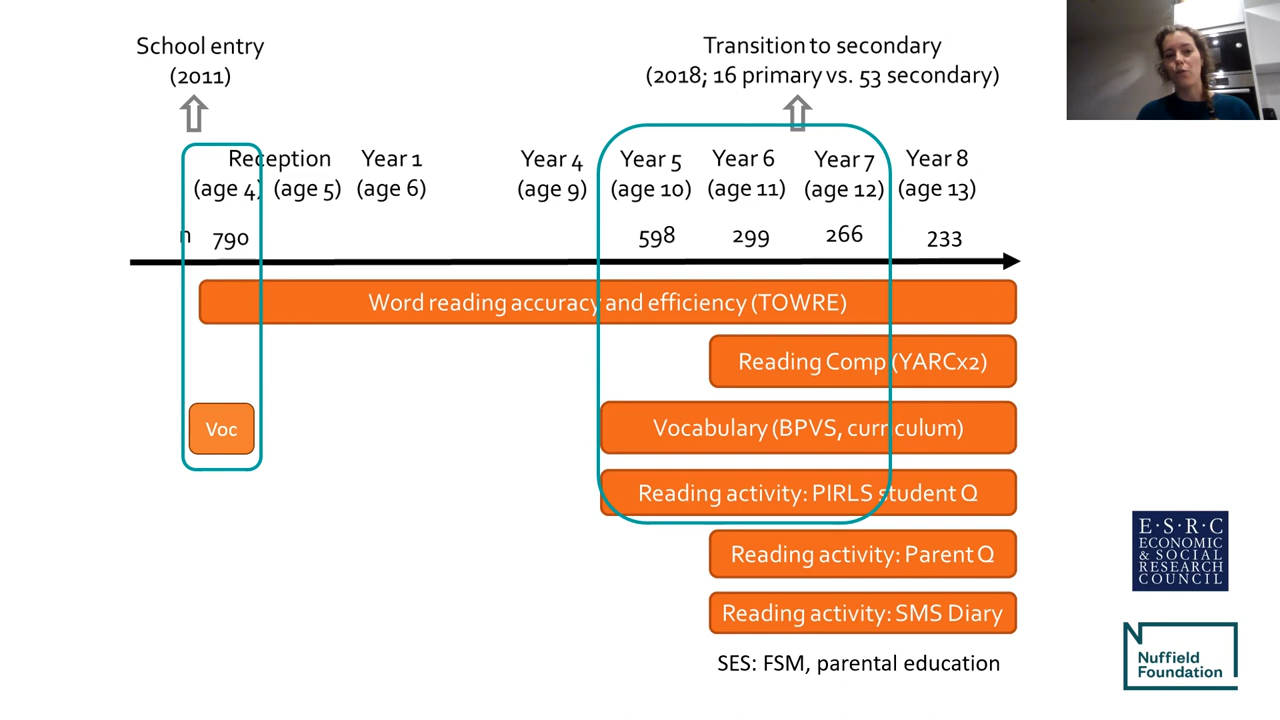 School entry
(2011)
Transition to secondary
(2018; 16 primary vs. 53 secondary)
Reception
(age 4) (age 5)
Year 1
(age 6)
Year 4
(age 9)
Year 5
(age 10)
Year 6
(age 11)
Year 7
(age 12)
Year 8
(age 13)
n 790 598 299 266 233
Word reading accuracy and efficiency (TOWRE)
Reading Comp (YARCx2)
Voc
Vocabulary (BPVS, curriculum)
Reading activity: PIRLS student Q
Reading activity: Parent Q
Reading activity: SMS Diary
SES: FSM, parental education
E·S·R·C
ECONOMIC
& SOCIAL
RESEARCH
COUNCIL
Nuffield
Foundation